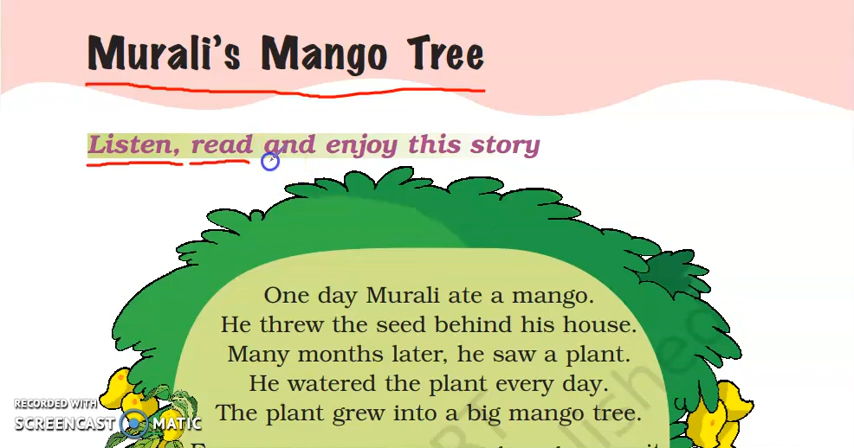 Murali's Mango Tree
Listen, read and enjoy this story
One day Murali ate a mango.
He threw the seed behind his house.
Many months later, he saw a plant.
He watered the plant every day.
The plant grew into a big mango tree.
RECORDED WITH
SCREENCAST MATIC